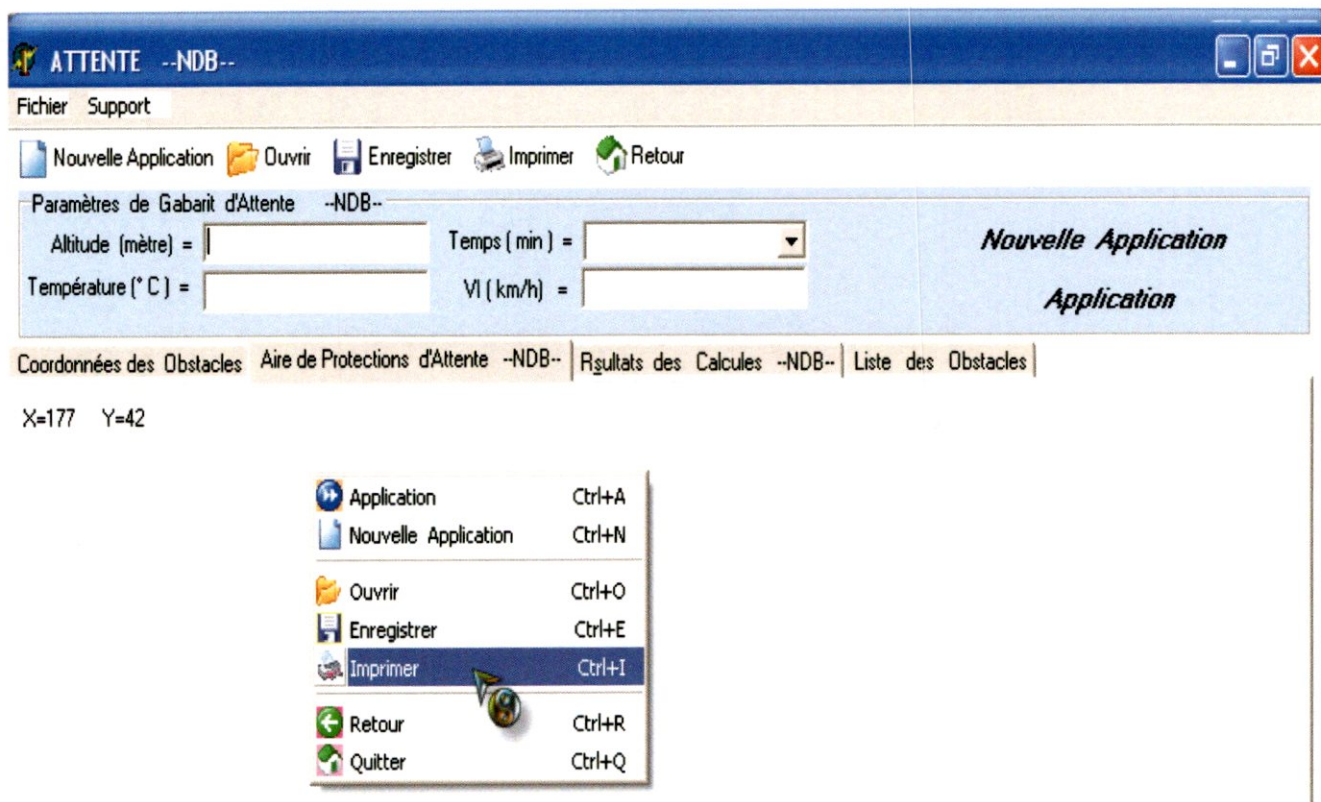 ATTENTE --NDB--
Fichier Support
Nouvelle Application Ouvrir Enregistrer Imprimer Retour
Paramètres de Gabarit d'Attente --NDB--
Altitude (mètre) = Temps ( min ) = Nouvelle Application
Température (° C ) = VI ( km/h) = Application
Coordonnées des Obstacles Aire de Protections d'Attente --NDB-- Rsultats des Calcules --NDB-- Liste des Obstacles
X=177 Y=42
Application Ctrl+A
Nouvelle Application Ctrl+N
Ouvrir Ctrl+O
Enregistrer Ctrl+E
Imprimer Ctrl+I
Retour Ctrl+R
Quitter Ctrl+Q